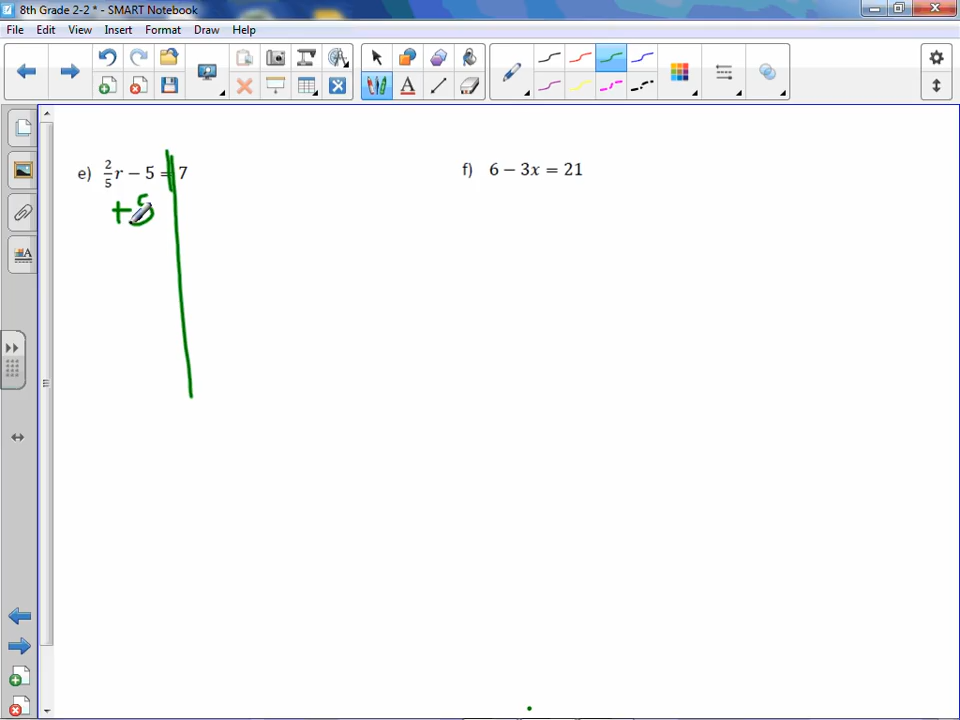 8th Grade 2-2 * - SMART Notebook
File Edit View Insert Format Draw Help
e) 2/5 r − 5 = 7
f) 6 − 3x = 21
+5